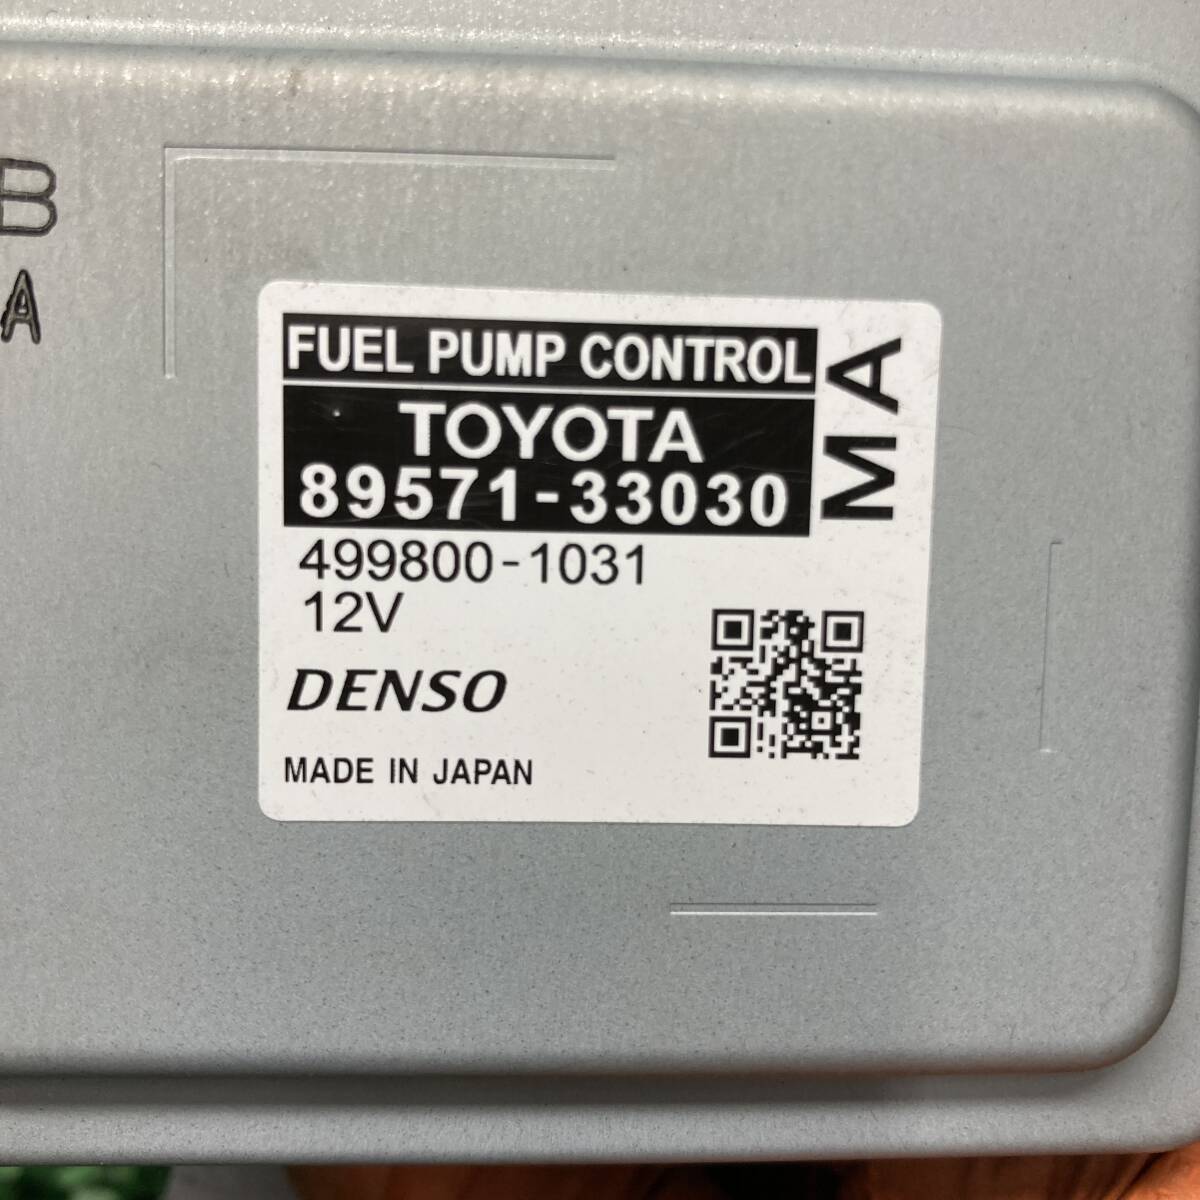 B
A
FUEL PUMP CONTROL
TOYOTA
89571-33030
MA
499800-1031
12V
DENSO
MADE IN JAPAN